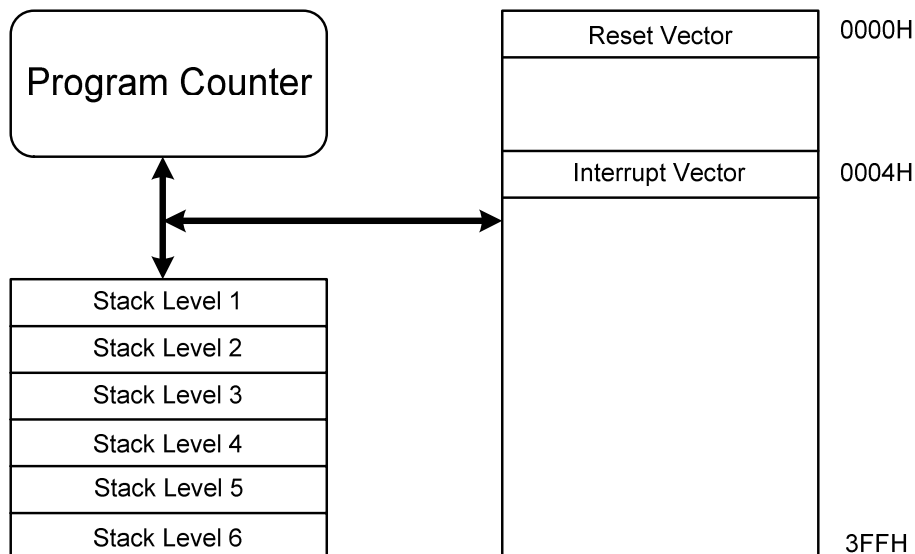 Program Counter
Stack Level 1
Stack Level 2
Stack Level 3
Stack Level 4
Stack Level 5
Stack Level 6
Reset Vector 0000H
Interrupt Vector 0004H
3FFH